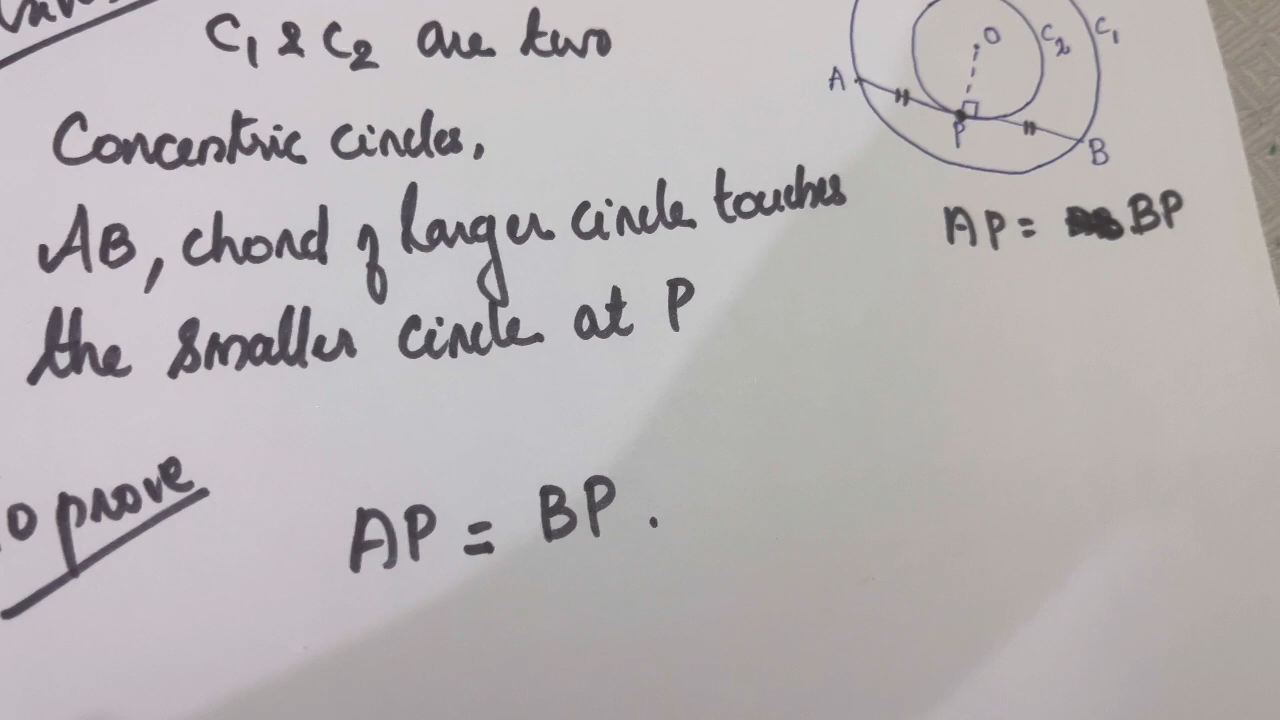 C₁ & C₂ are two
Concentric circles,
AB, chord of larger circle touches
the smaller circle at P
prove
AP = BP.
O
C₂
C₁
A
P
B
AP = BP